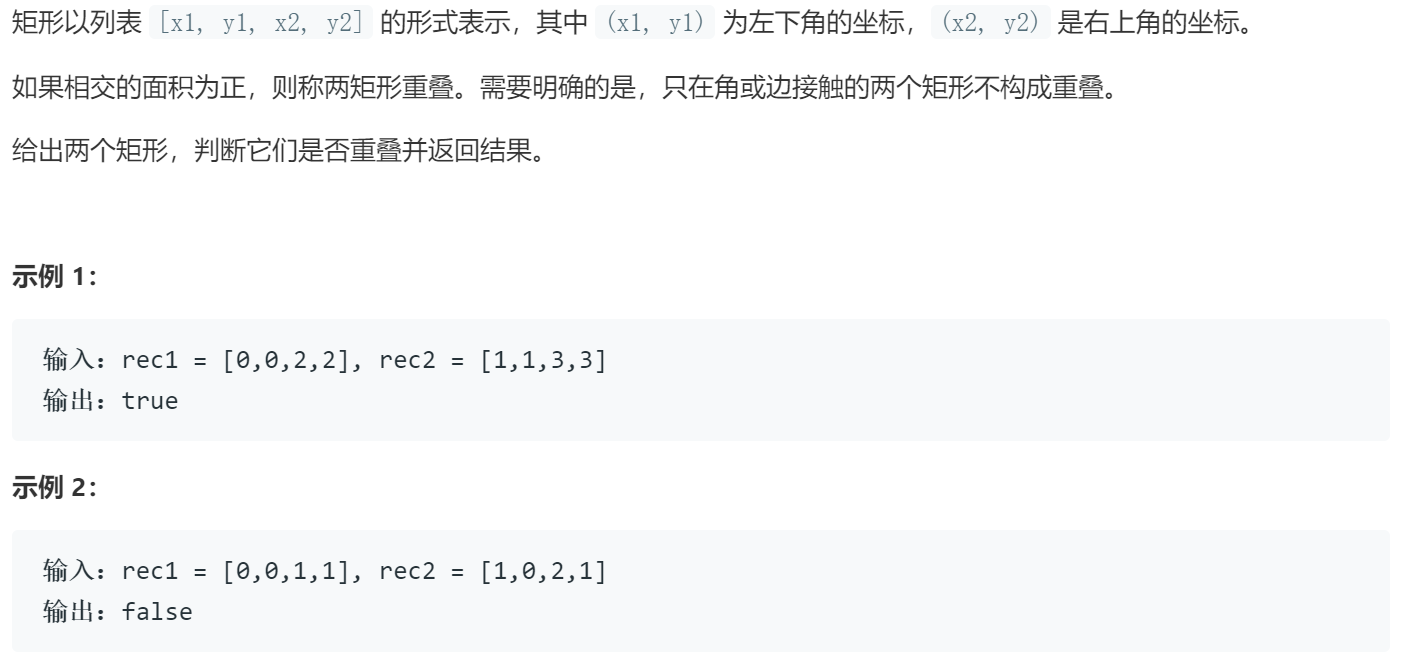 矩形以列表 [x1, y1, x2, y2] 的形式表示，其中 (x1, y1) 为左下角的坐标，(x2, y2) 是右上角的坐标。
如果相交的面积为正，则称两矩形重叠。需要明确的是，只在角或边接触的两个矩形不构成重叠。
给出两个矩形，判断它们是否重叠并返回结果。
示例 1：
输入：rec1 = [0,0,2,2], rec2 = [1,1,3,3]
输出：true
示例 2：
输入：rec1 = [0,0,1,1], rec2 = [1,0,2,1]
输出：false